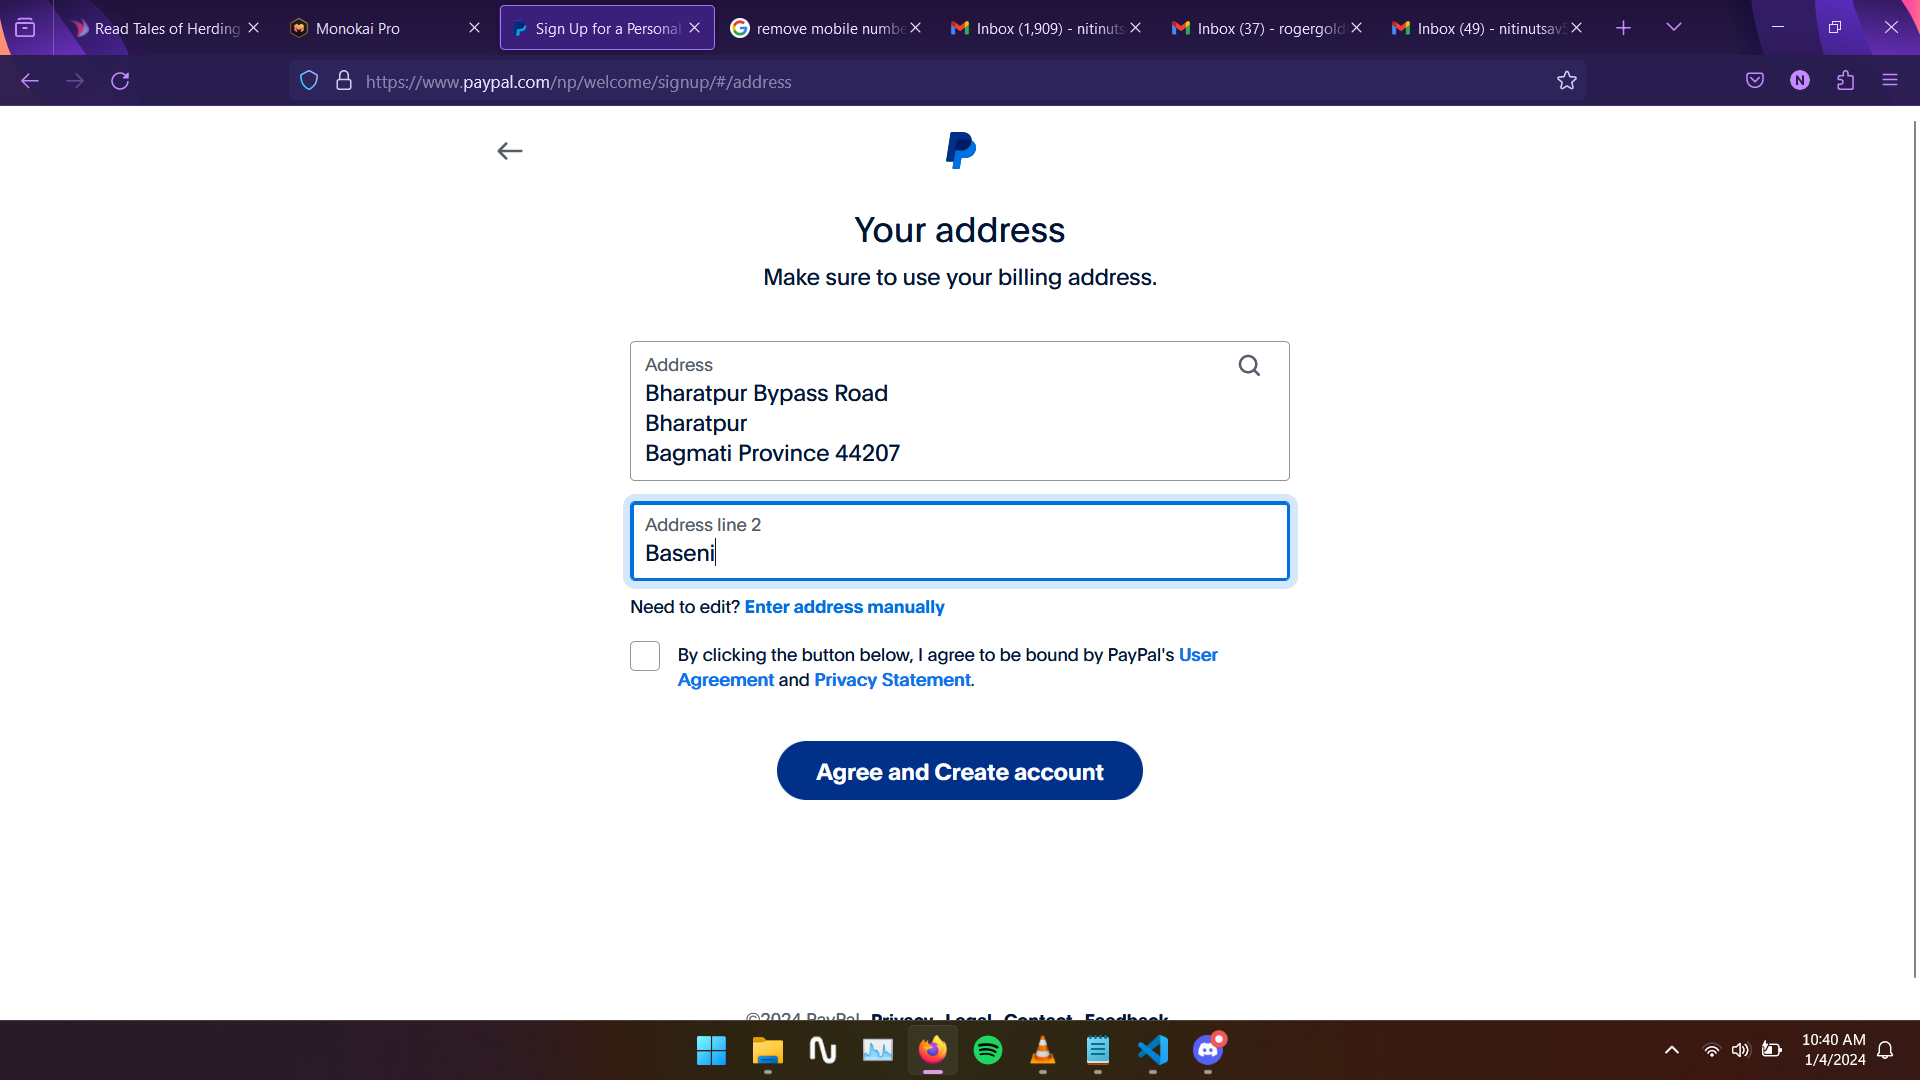 Read Tales of Herding
Monokai Pro
Sign Up for a Personal
remove mobile numbe
Inbox (1,909) - nitinuts
Inbox (37) - rogergold
Inbox (49) - nitinutsav
https://www.paypal.com/np/welcome/signup/#/address
N
Your address
Make sure to use your billing address.
Address
Bharatpur Bypass Road
Bharatpur
Bagmati Province 44207
Address line 2
Baseni
Need to edit? Enter address manually
By clicking the button below, I agree to be bound by PayPal's User
Agreement and Privacy Statement.
Agree and Create account
©2024 PayPal Privacy Legal Contact Feedback
10:40 AM
1/4/2024